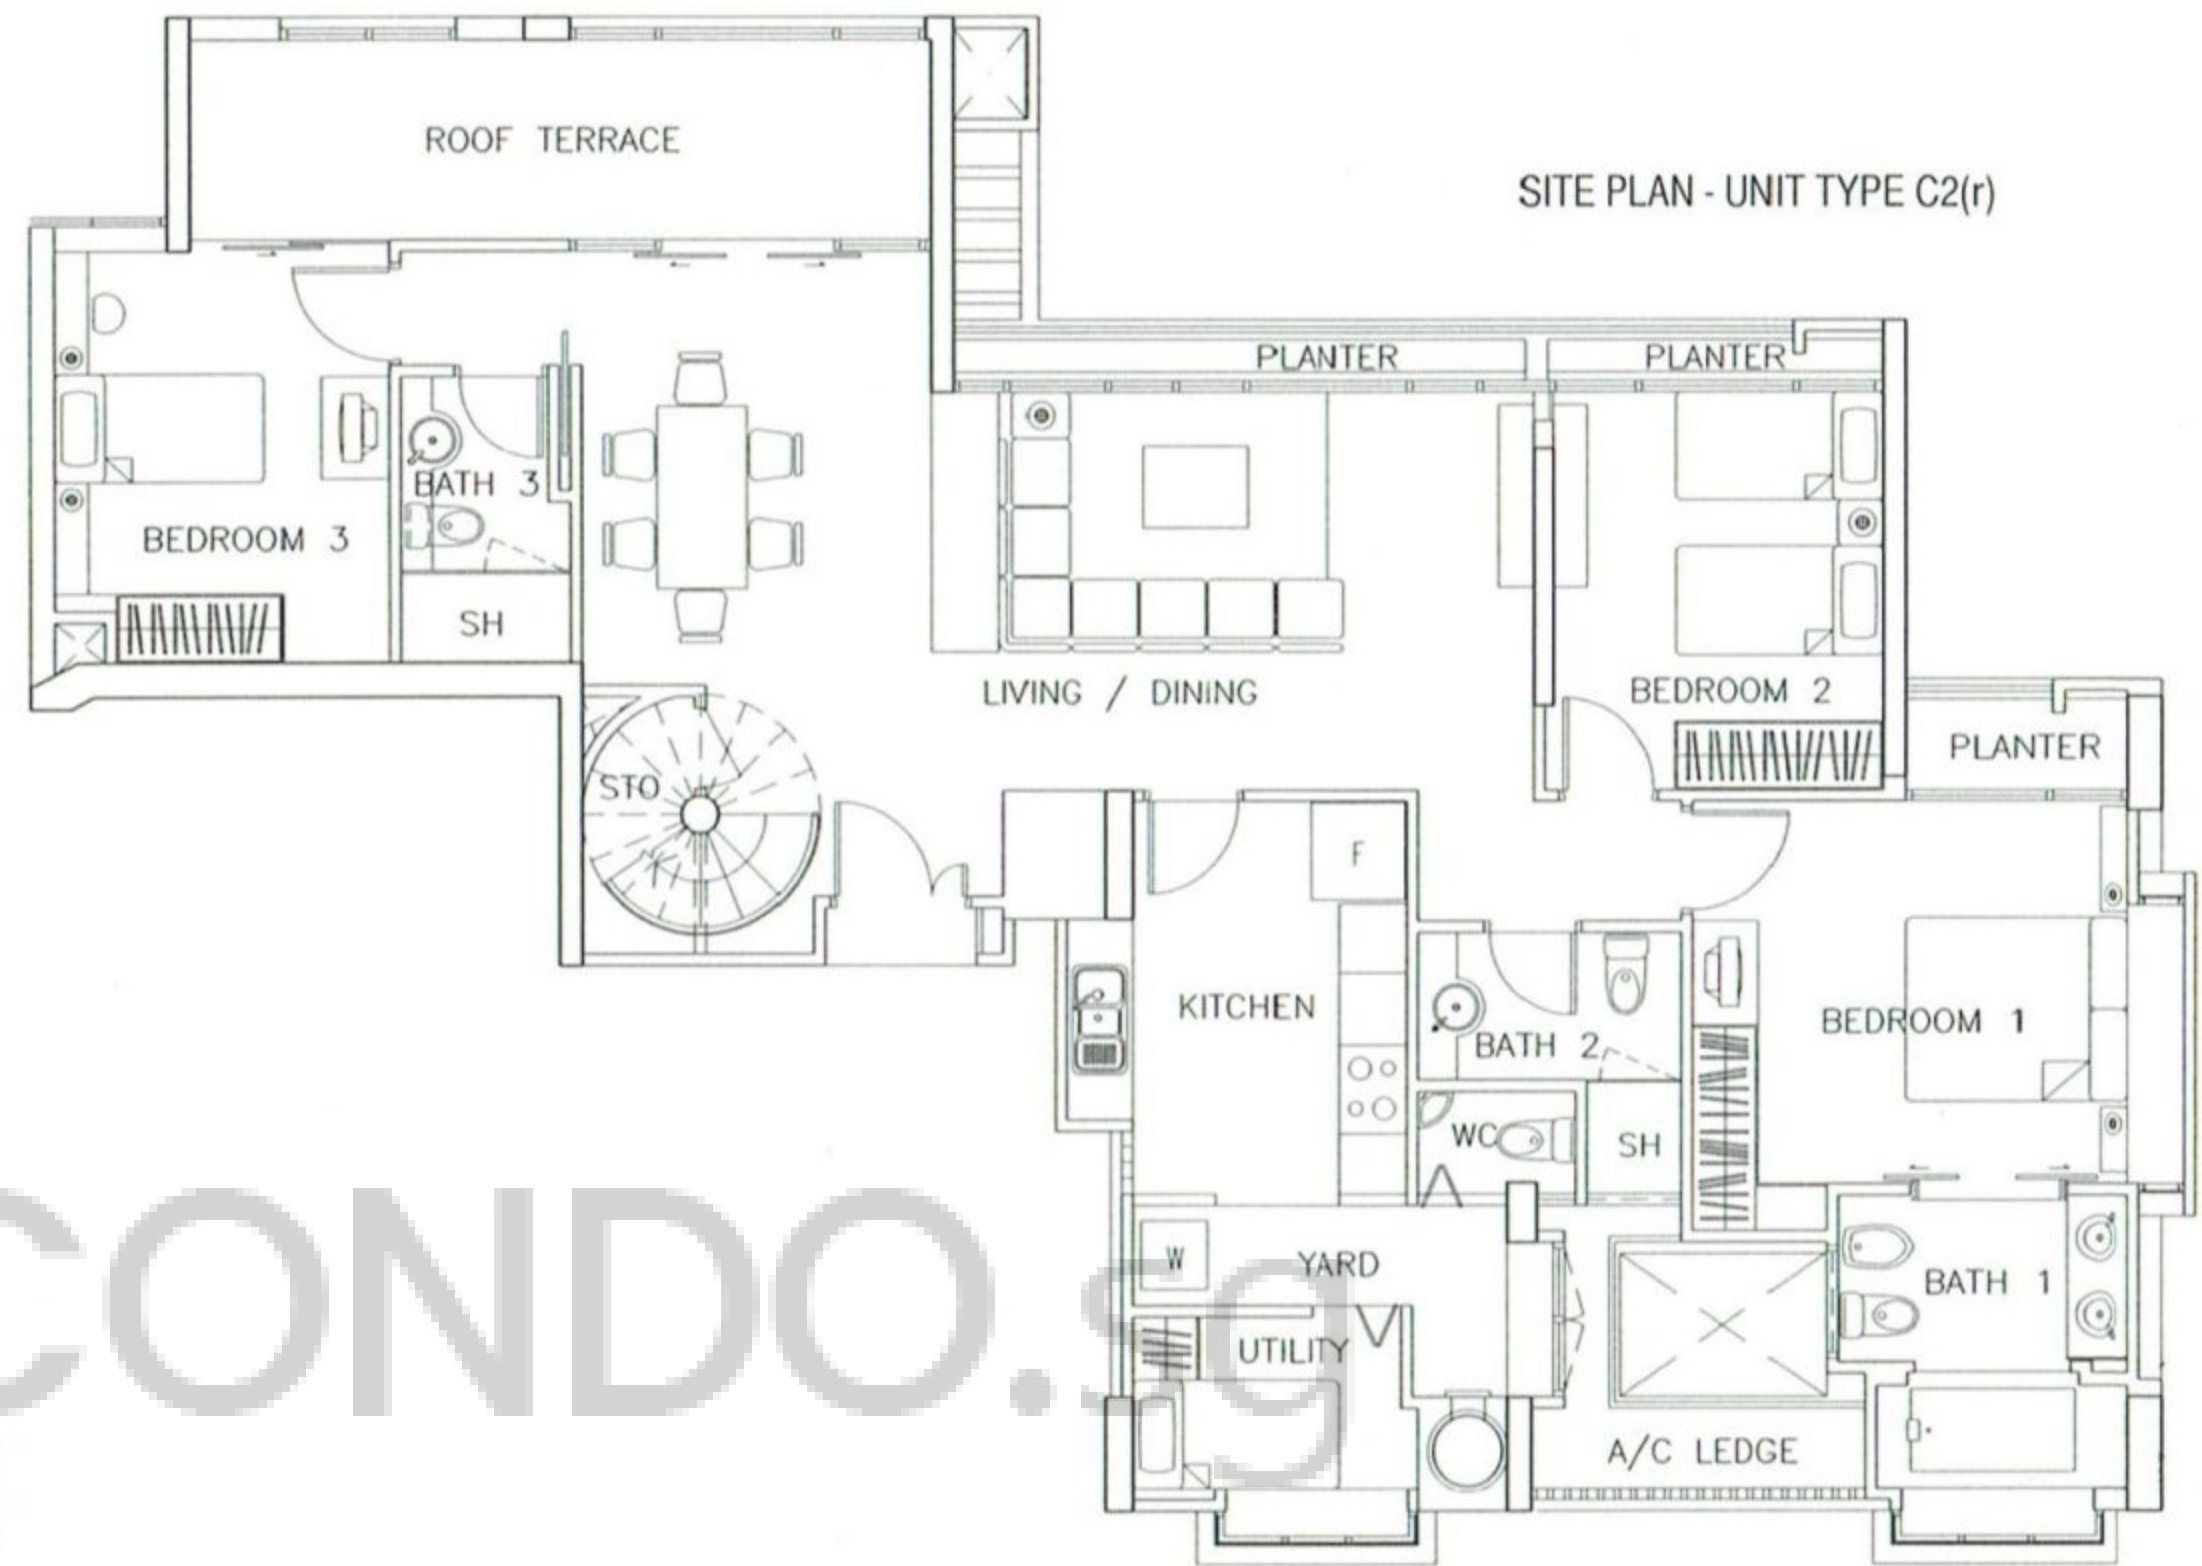 ROOF TERRACE
SITE PLAN - UNIT TYPE C2(r)
PLANTER
PLANTER
BATH 3
BEDROOM 3
SH
LIVING / DINING
BEDROOM 2
PLANTER
STO
F
KITCHEN
BEDROOM 1
BATH 2
WC
SH
W
YARD
BATH 1
UTILITY
A/C LEDGE
CONDO.sg